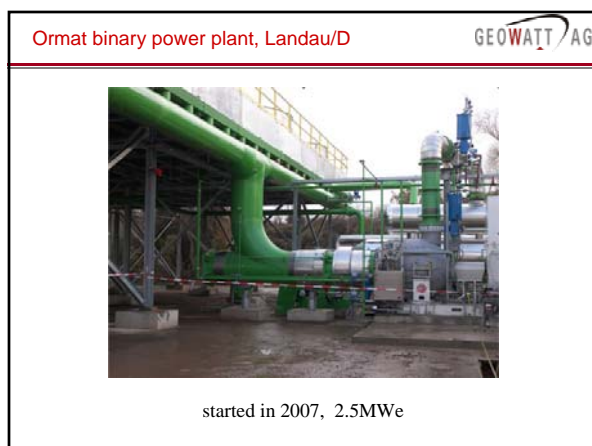 Ormat binary power plant, Landau/D
GEOWATT AG
started in 2007, 2.5MWe